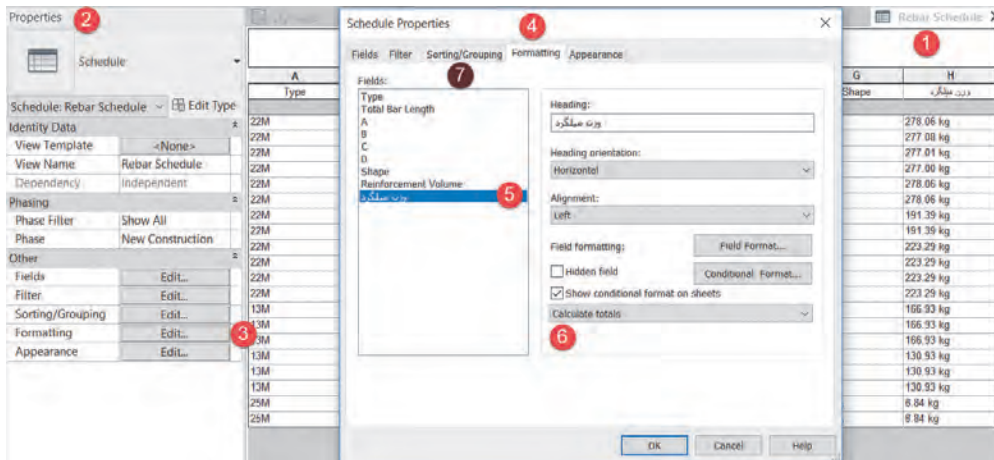 Properties
2
Schedule
Schedule: Rebar Schedule
Edit Type
Identity Data
View Template
<None>
View Name
Rebar Schedule
Dependency
Independent
Phasing
Phase Filter
Show All
Phase
New Construction
Other
Fields
Edit...
Filter
Edit...
Sorting/Grouping
Edit...
Formatting
Edit...
3
Appearance
Edit...
A
Type
22M
22M
22M
22M
22M
22M
22M
22M
22M
22M
22M
22M
13M
13M
13M
13M
13M
13M
25M
25M
Schedule Properties
4
Fields
Filter
Sorting/Grouping
Formatting
Appearance
7
Fields:
Type
Total Bar Length
A
B
C
D
Shape
Reinforcement Volume
وزن میلگرد
5
Heading:
وزن میلگرد
Heading orientation:
Horizontal
Alignment:
Left
Field formatting:
Field Format...
Hidden field
Conditional Format...
Show conditional format on sheets
Calculate totals
6
OK
Cancel
Help
Rebar Schedule
1
G
H
Shape
وزن میلگرد
278.06 kg
277.08 kg
277.01 kg
277.00 kg
278.06 kg
278.06 kg
191.39 kg
191.39 kg
223.29 kg
223.29 kg
223.29 kg
223.29 kg
166.93 kg
166.93 kg
166.93 kg
130.93 kg
130.93 kg
130.93 kg
8.84 kg
8.84 kg